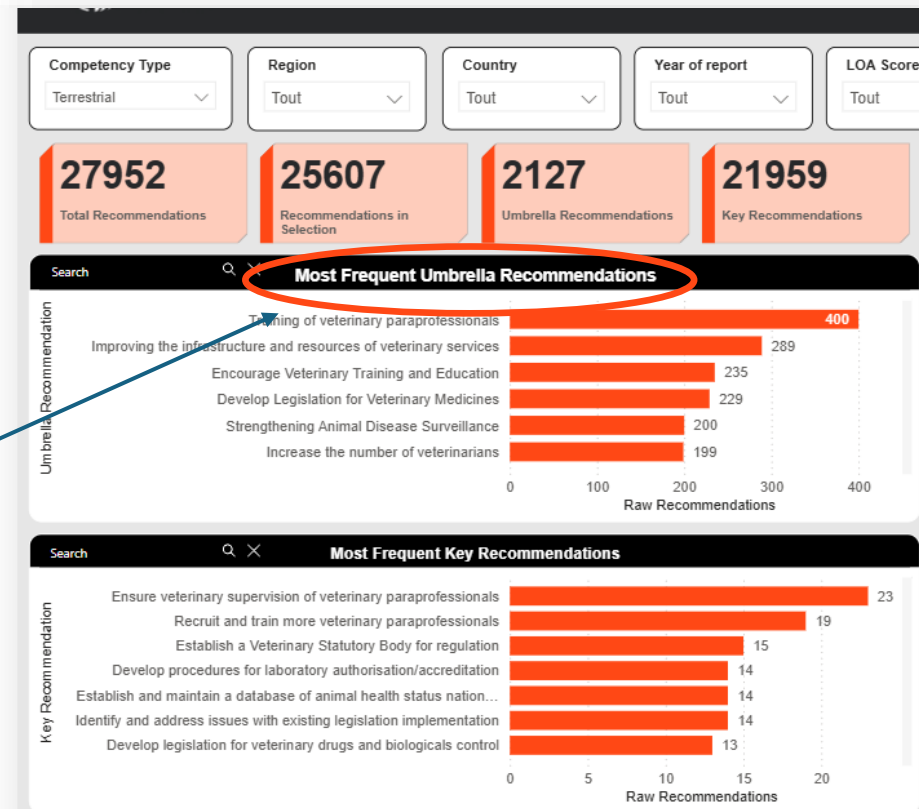 Competency Type
Terrestrial
Region
Tout
Country
Tout
Year of report
Tout
LOA Score
Tout
27952
Total Recommendations
25607
Recommendations in
Selection
2127
Umbrella Recommendations
21959
Key Recommendations
Search
Most Frequent Umbrella Recommendations
Umbrella Recommendation
Training of veterinary paraprofessionals 400
Improving the infrastructure and resources of veterinary services 289
Encourage Veterinary Training and Education 235
Develop Legislation for Veterinary Medicines 229
Strengthening Animal Disease Surveillance 200
Increase the number of veterinarians 199
0 100 200 300 400
Raw Recommendations
Search
Most Frequent Key Recommendations
Key Recommendation
Ensure veterinary supervision of veterinary paraprofessionals 23
Recruit and train more veterinary paraprofessionals 19
Establish a Veterinary Statutory Body for regulation 15
Develop procedures for laboratory authorisation/accreditation 14
Establish and maintain a database of animal health status nation... 14
Identify and address issues with existing legislation implementation 14
Develop legislation for veterinary drugs and biologicals control 13
0 5 10 15 20
Raw Recommendations